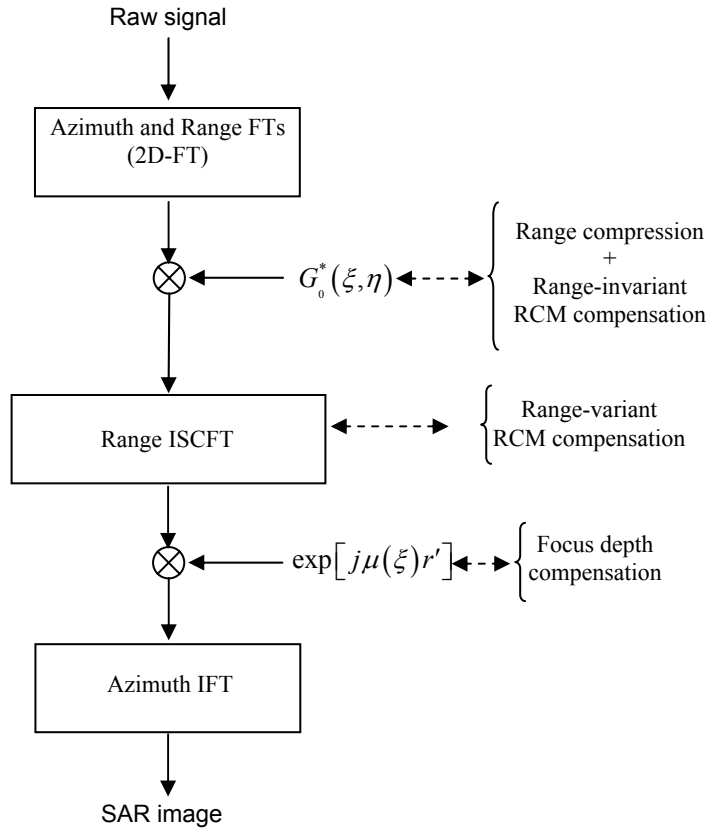 Raw signal
Azimuth and Range FTs
(2D-FT)
G₀*(ξ,η)
Range compression
+
Range-invariant
RCM compensation
Range ISCFT
Range-variant
RCM compensation
exp[jμ(ξ)r′]
Focus depth
compensation
Azimuth IFT
SAR image